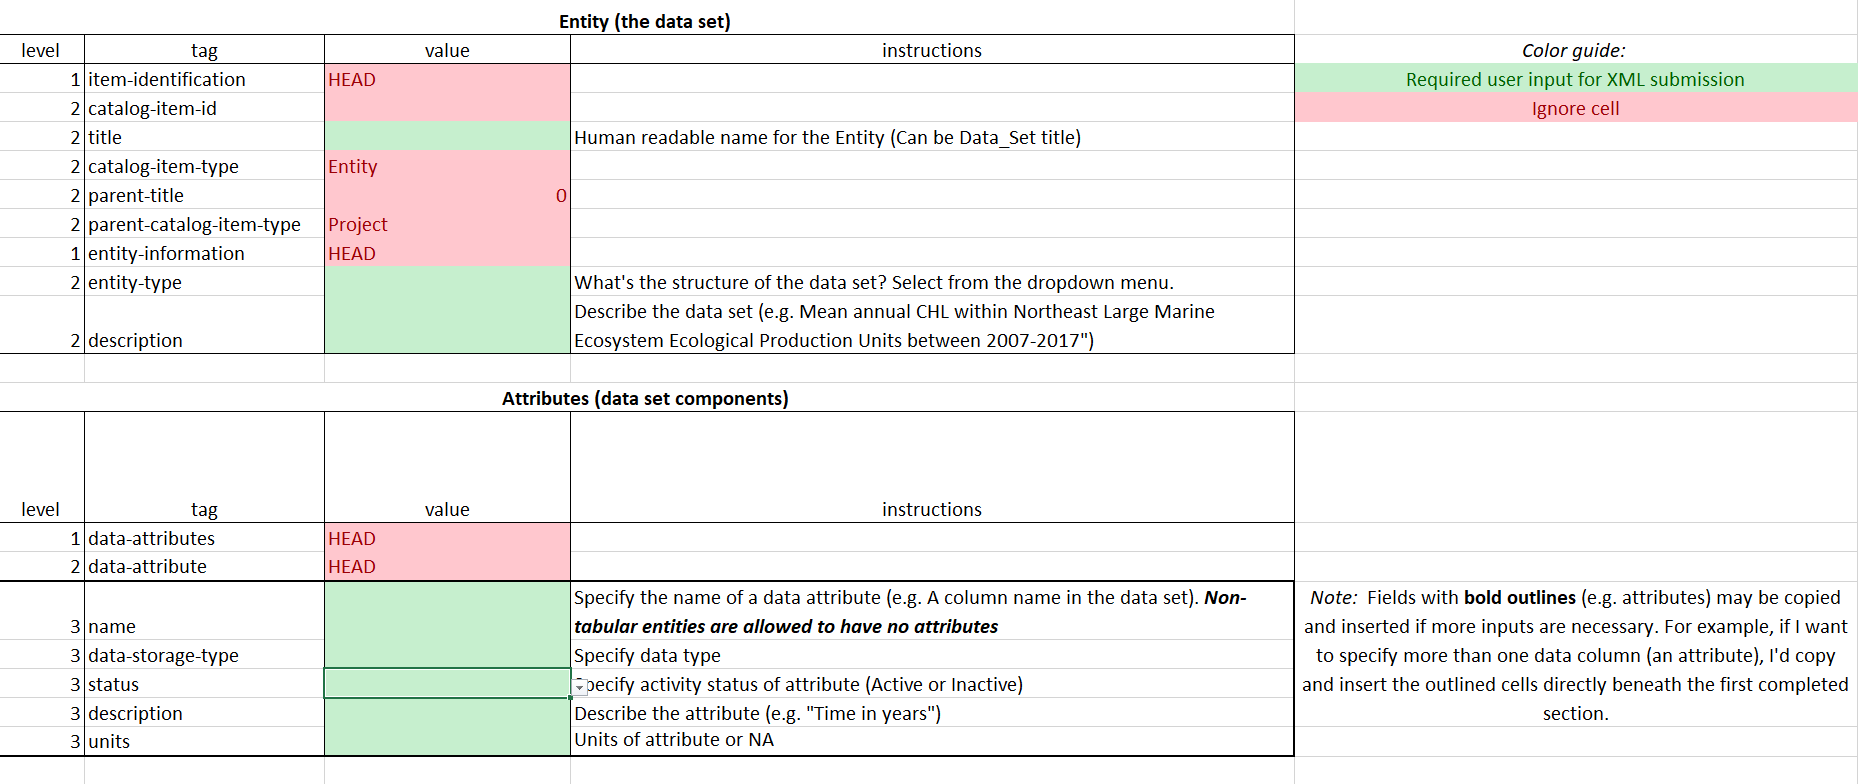 Entity (the data set)
level tag value instructions Color guide:
1 item-identification HEAD Required user input for XML submission
2 catalog-item-id Ignore cell
2 title Human readable name for the Entity (Can be Data_Set title)
2 catalog-item-type Entity
2 parent-title 0
2 parent-catalog-item-type Project
1 entity-information HEAD
2 entity-type What's the structure of the data set? Select from the dropdown menu.
Describe the data set (e.g. Mean annual CHL within Northeast Large Marine
2 description Ecosystem Ecological Production Units between 2007-2017")
Attributes (data set components)
level tag value instructions
1 data-attributes HEAD
2 data-attribute HEAD
Specify the name of a data attribute (e.g. A column name in the data set). Non-
3 name tabular entities are allowed to have no attributes
3 data-storage-type Specify data type
3 status Specify activity status of attribute (Active or Inactive)
3 description Describe the attribute (e.g. "Time in years")
3 units Units of attribute or NA
Note: Fields with bold outlines (e.g. attributes) may be copied
and inserted if more inputs are necessary. For example, if I want
to specify more than one data column (an attribute), I'd copy
and insert the outlined cells directly beneath the first completed
section.